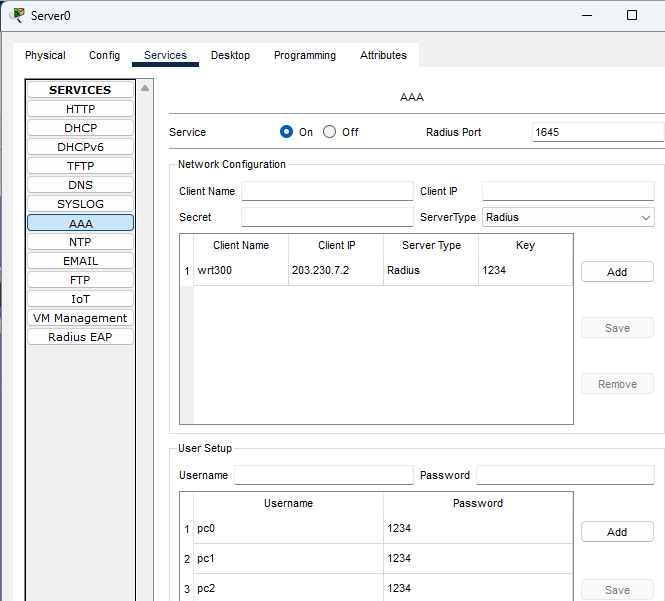 Server0
Physical Config Services Desktop Programming Attributes
SERVICES
HTTP
DHCP
DHCPv6
TFTP
DNS
SYSLOG
AAA
NTP
EMAIL
FTP
IoT
VM Management
Radius EAP
AAA
Service On Off Radius Port 1645
Network Configuration
Client Name Client IP
Secret ServerType Radius
Client Name Client IP Server Type Key
1 wrt300 203.230.7.2 Radius 1234
Add
Save
Remove
User Setup
Username Password
Username Password
1 pc0 1234
Add
2 pc1 1234
3 pc2 1234
Save